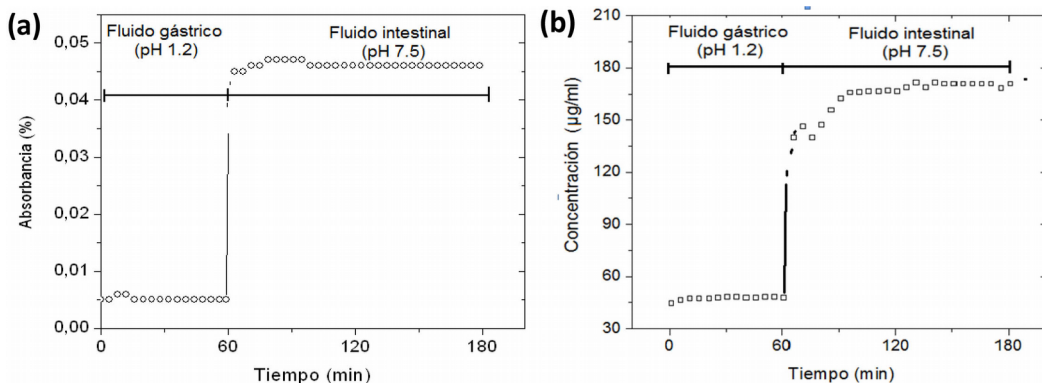 (a)
Fluido gástrico
(pH 1.2)
Fluido intestinal
(pH 7.5)
Absorbancia (%)
0,05
0,04
0,03
0,02
0,01
0,00
0
60
120
180
Tiempo (min)
(b)
Fluido gástrico
(pH 1.2)
Fluido intestinal
(pH 7.5)
Concentración (µg/ml)
210
180
150
120
90
60
30
0
60
120
180
Tiempo (min)